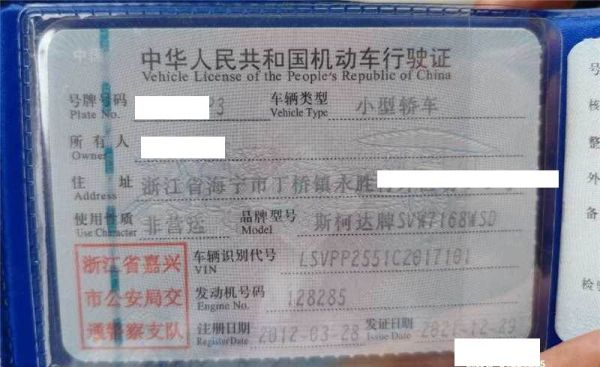 中华人民共和国机动车行驶证
Vehicle License of the People's Republic of China
号牌号码 Plate No. 3 车辆类型 Vehicle Type 小型轿车
所有人 Owner
住址 Address 浙江省海宁市丁桥镇永胜
使用性质 Use Character 非营运 品牌型号 Model 斯柯达牌SVW7168WSD
浙江省嘉兴
市公安局交
通警察支队
车辆识别代号 VIN LSVPP2551C2017101
发动机号码 Engine No. 128285
注册日期 Register Date 2012-03-28 发证日期 Issue Date 2021-12-29